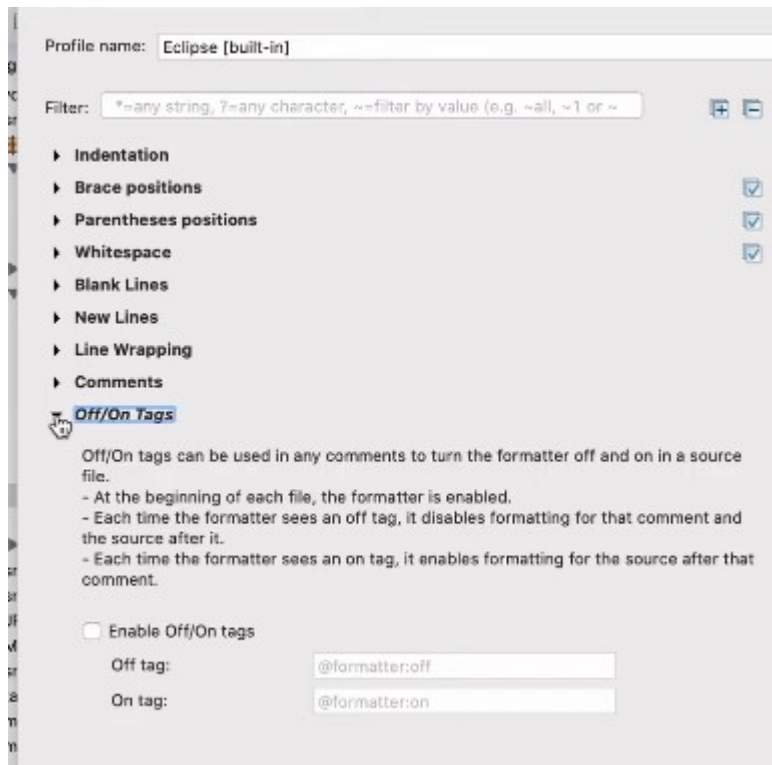 Profile name: Eclipse [built-in]
Filter: *=any string, ?=any character, ~=filter by value (e.g. ~all, ~1 or ~
Indentation
Brace positions
Parentheses positions
Whitespace
Blank Lines
New Lines
Line Wrapping
Comments
Off/On Tags
Off/On tags can be used in any comments to turn the formatter off and on in a source
file.
- At the beginning of each file, the formatter is enabled.
- Each time the formatter sees an off tag, it disables formatting for that comment and
the source after it.
- Each time the formatter sees an on tag, it enables formatting for the source after that
comment.
Enable Off/On tags
Off tag: @formatter:off
On tag: @formatter:on